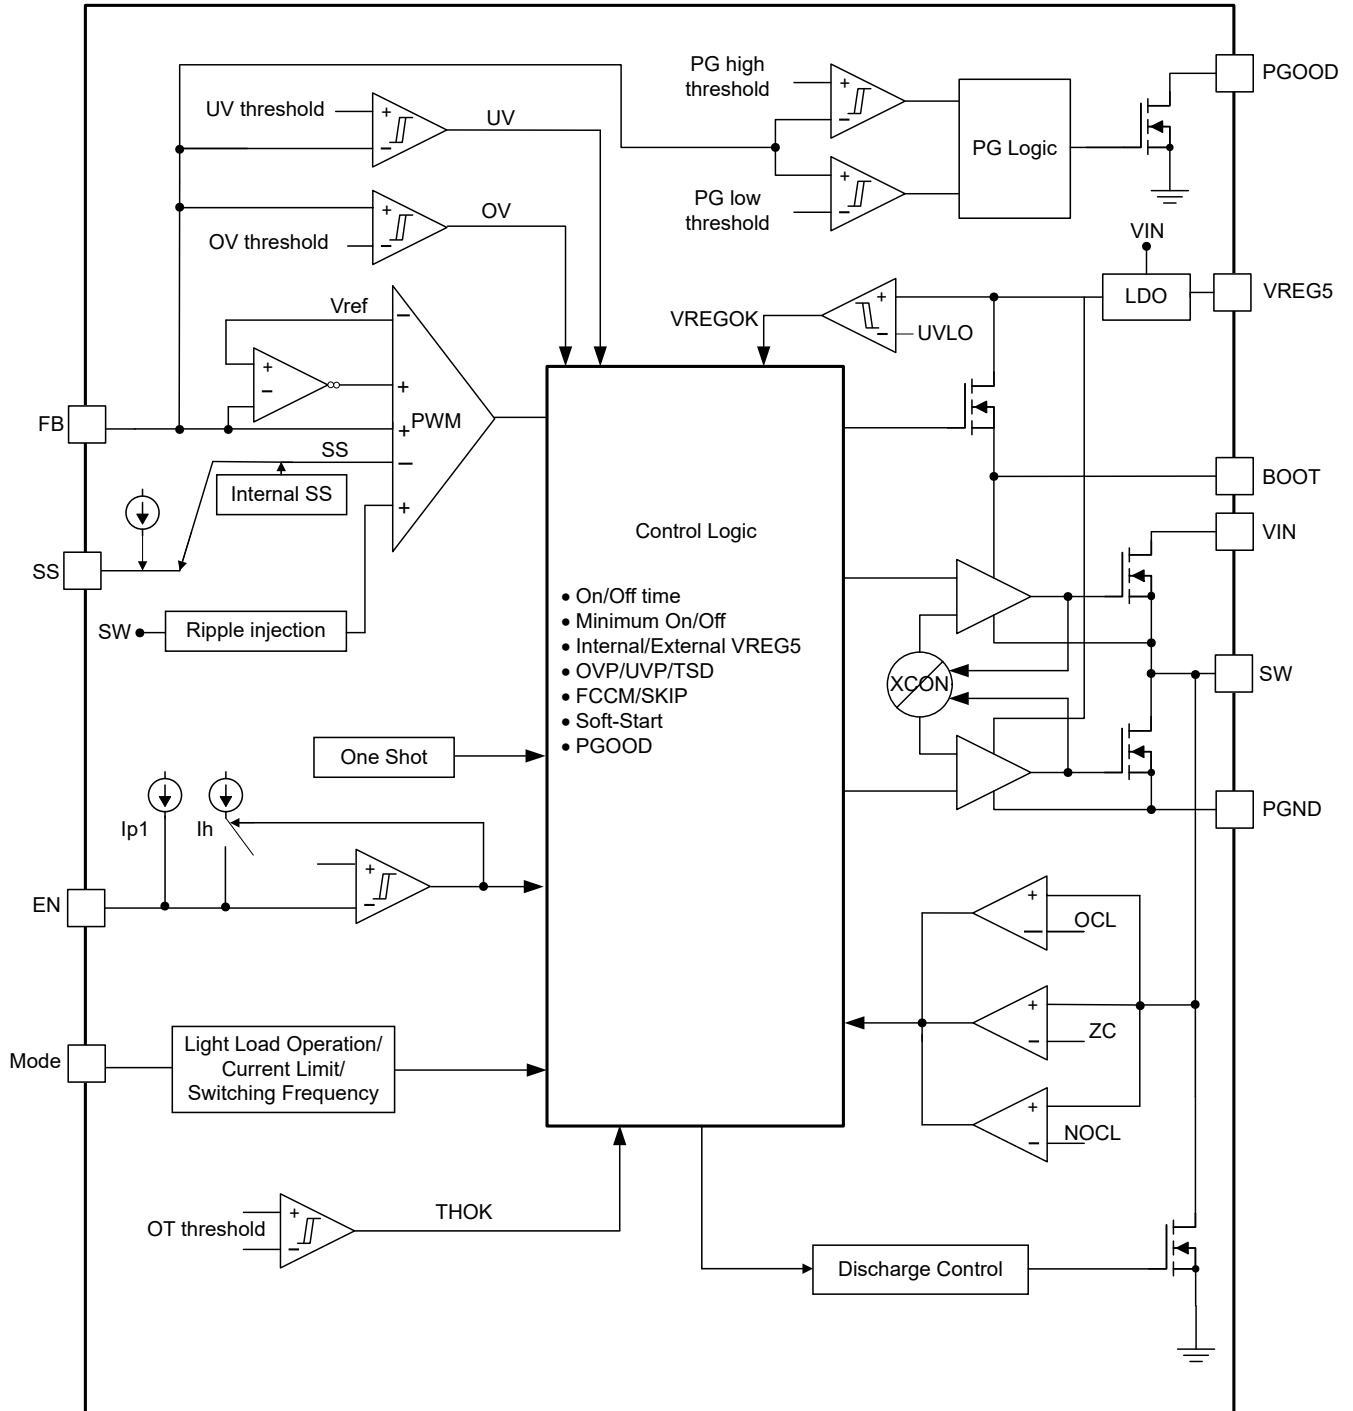 PG high
threshold
PGOOD
UV threshold
+
−
UV
+
−
PG Logic
+
−
PG low
threshold
+
−
OV
OV threshold
VIN
LDO
VREG5
Vref
−
VREGOK
+
−
UVLO
+
−
+
FB
+
PWM
SS
−
Internal SS
BOOT
+
VIN
Control Logic
SS
• On/Off time
SW
Ripple injection
• Minimum On/Off
• Internal/External VREG5
• OVP/UVP/TSD
• FCCM/SKIP
• Soft-Start
• PGOOD
XCON
SW
One Shot
Ip1
Ih
PGND
+
−
EN
+
−
OCL
Mode
Light Load Operation/
Current Limit/
Switching Frequency
+
−
ZC
+
−
NOCL
OT threshold
+
−
THOK
Discharge Control